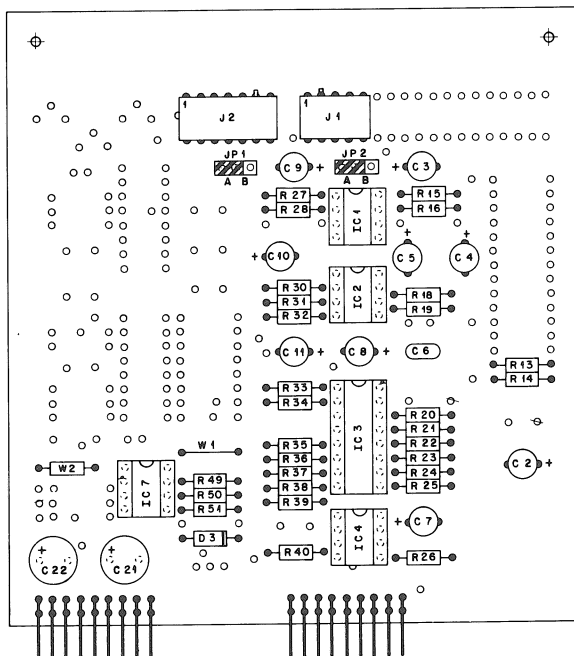 1 J2
1 J1
JP1 JP2
A B A B
C9 + + C3
R27 R15
R28 IC1 R16
+ + +
C10 C5 C4
R30
R31 IC2 R18
R32 R19
C11 + C8 + C6
R13
R14
R33
R34
R20
IC3 R21
W1 R35 R22
R36 R23
W2 R37 R24 C2 +
IC7 R49 R38 R25
R50 R39
R51
+ C7
D3 IC4
+ + R40 R26
C22 C21